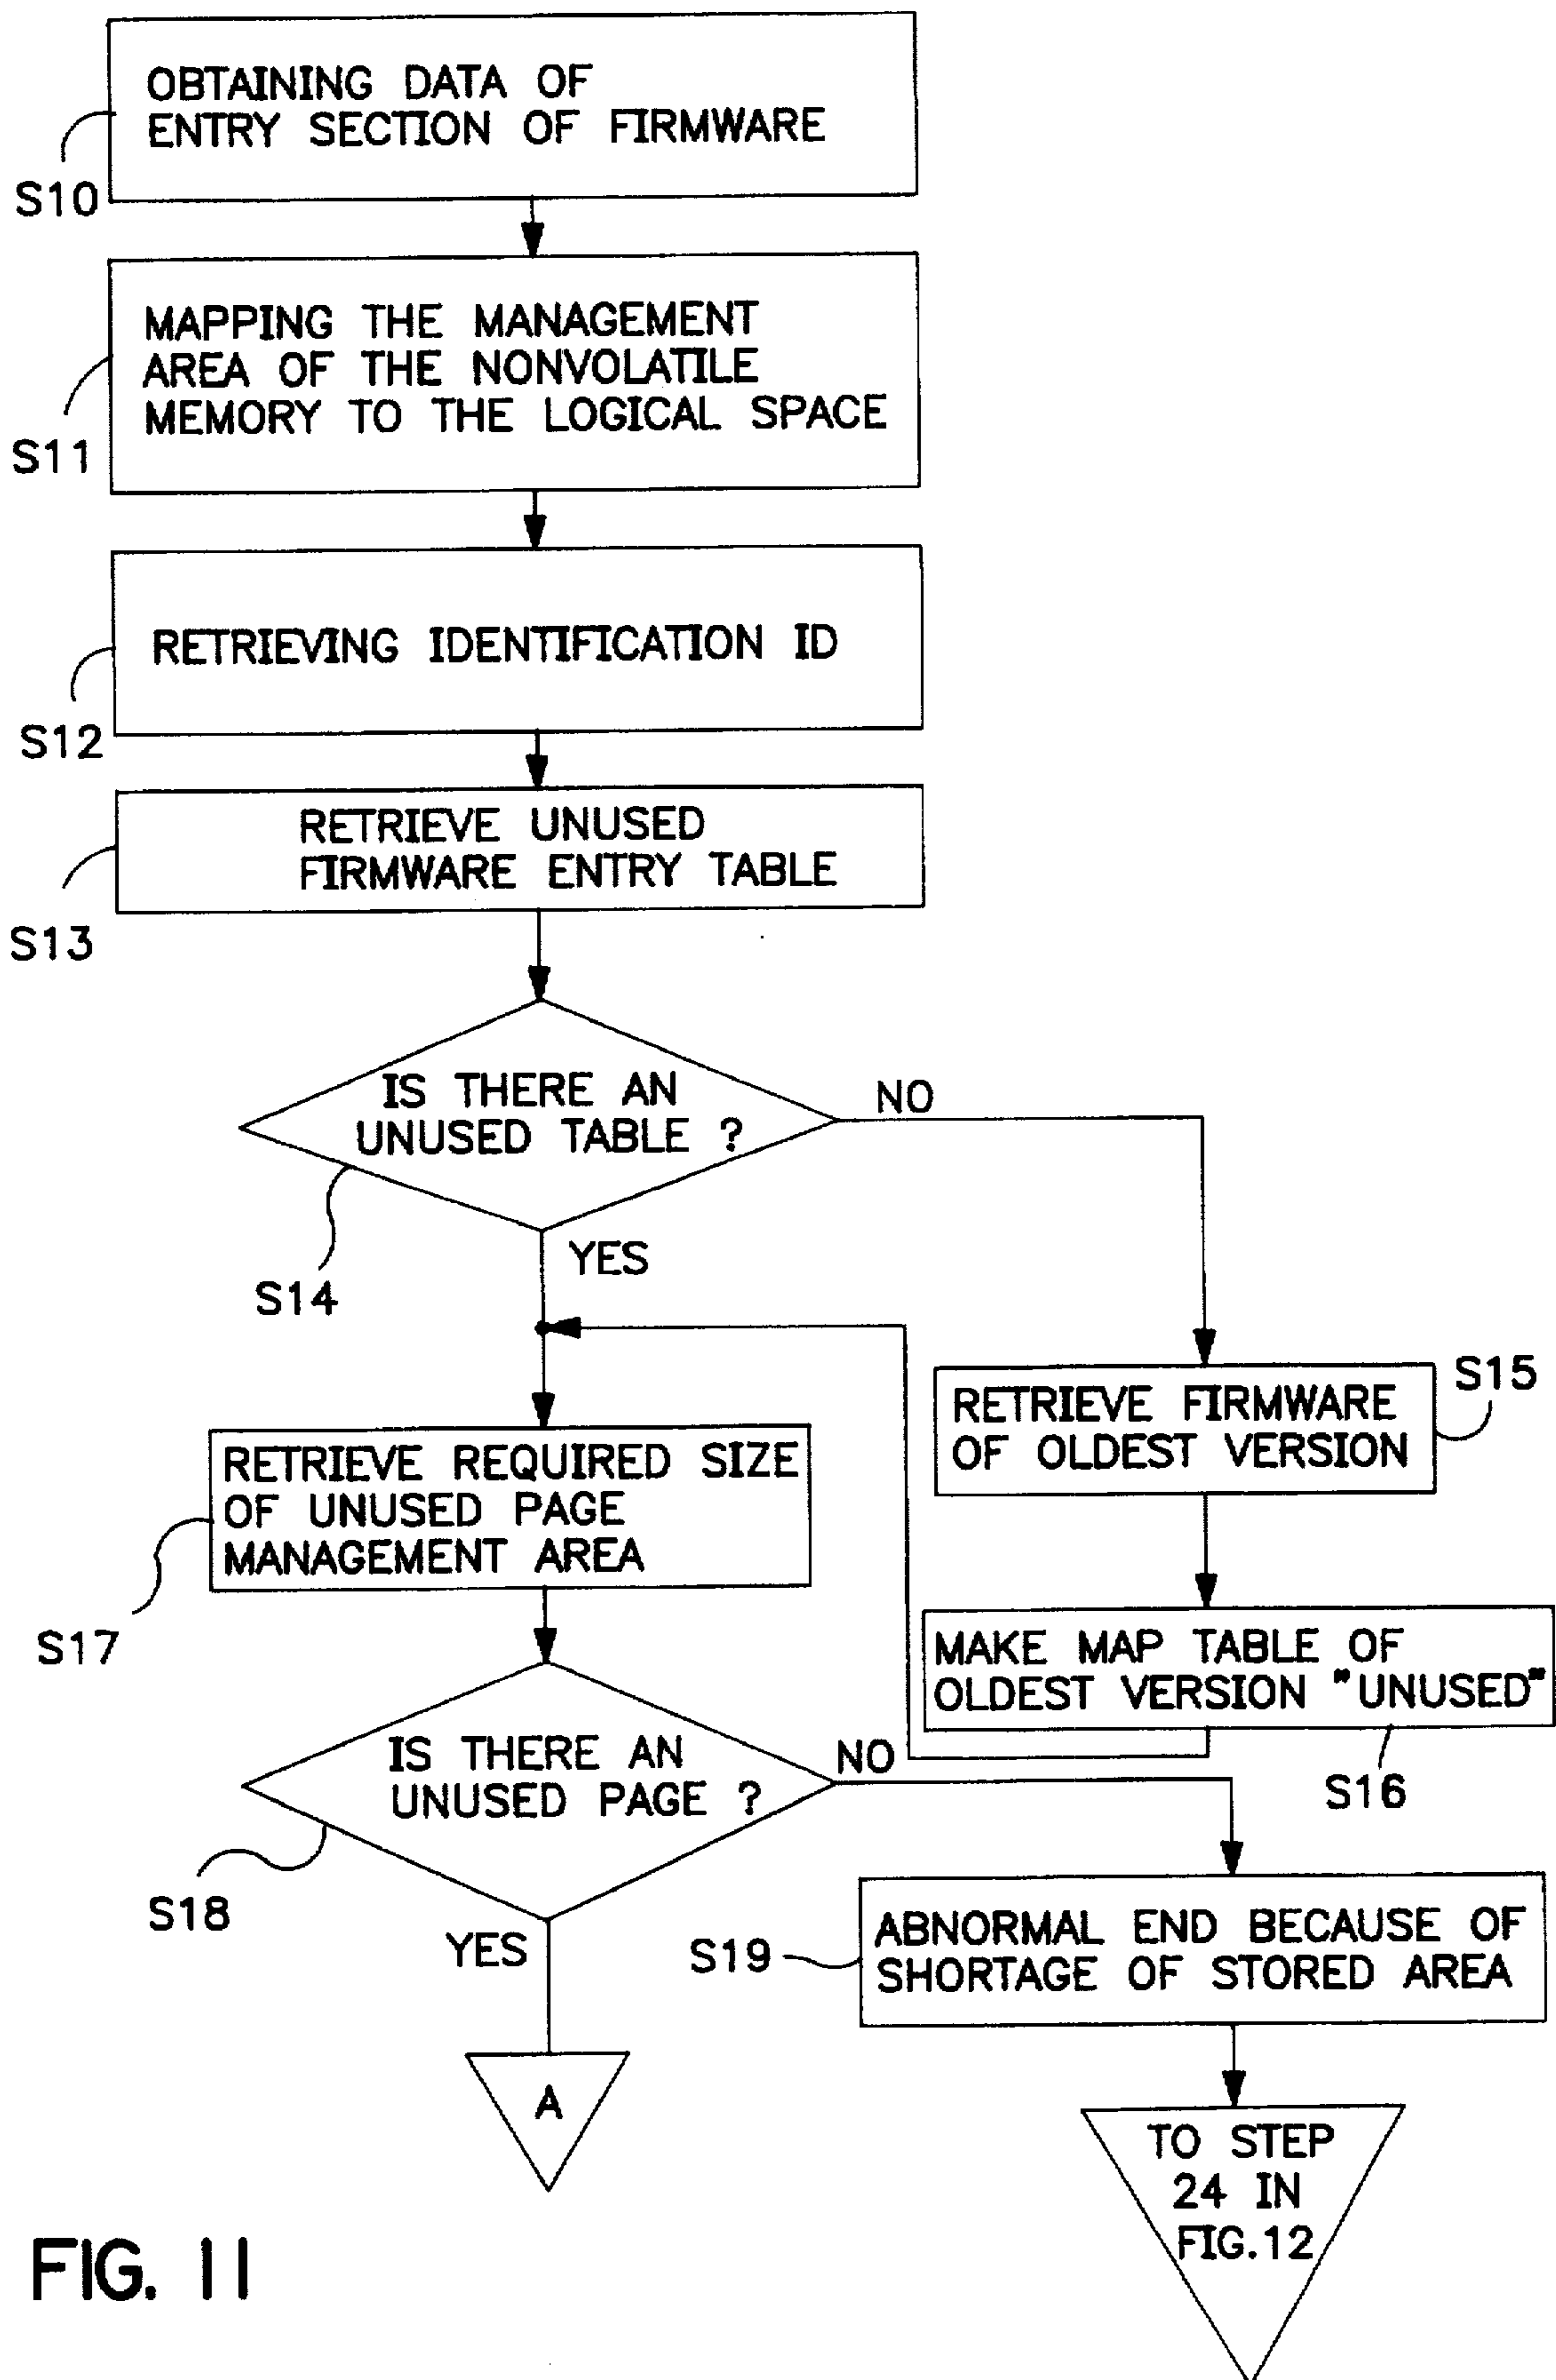 OBTAINING DATA OF
ENTRY SECTION OF FIRMWARE
S10
MAPPING THE MANAGEMENT
AREA OF THE NONVOLATILE
MEMORY TO THE LOGICAL SPACE
S11
RETRIEVING IDENTIFICATION ID
S12
RETRIEVE UNUSED
FIRMWARE ENTRY TABLE
S13
IS THERE AN
UNUSED TABLE ?
NO
YES
S14
S15
RETRIEVE FIRMWARE
OF OLDEST VERSION
RETRIEVE REQUIRED SIZE
OF UNUSED PAGE
MANAGEMENT AREA
S17
MAKE MAP TABLE OF
OLDEST VERSION "UNUSED"
S16
IS THERE AN
UNUSED PAGE ?
NO
S18
YES
S19
ABNORMAL END BECAUSE OF
SHORTAGE OF STORED AREA
A
TO STEP
24 IN
FIG.12
FIG. 11